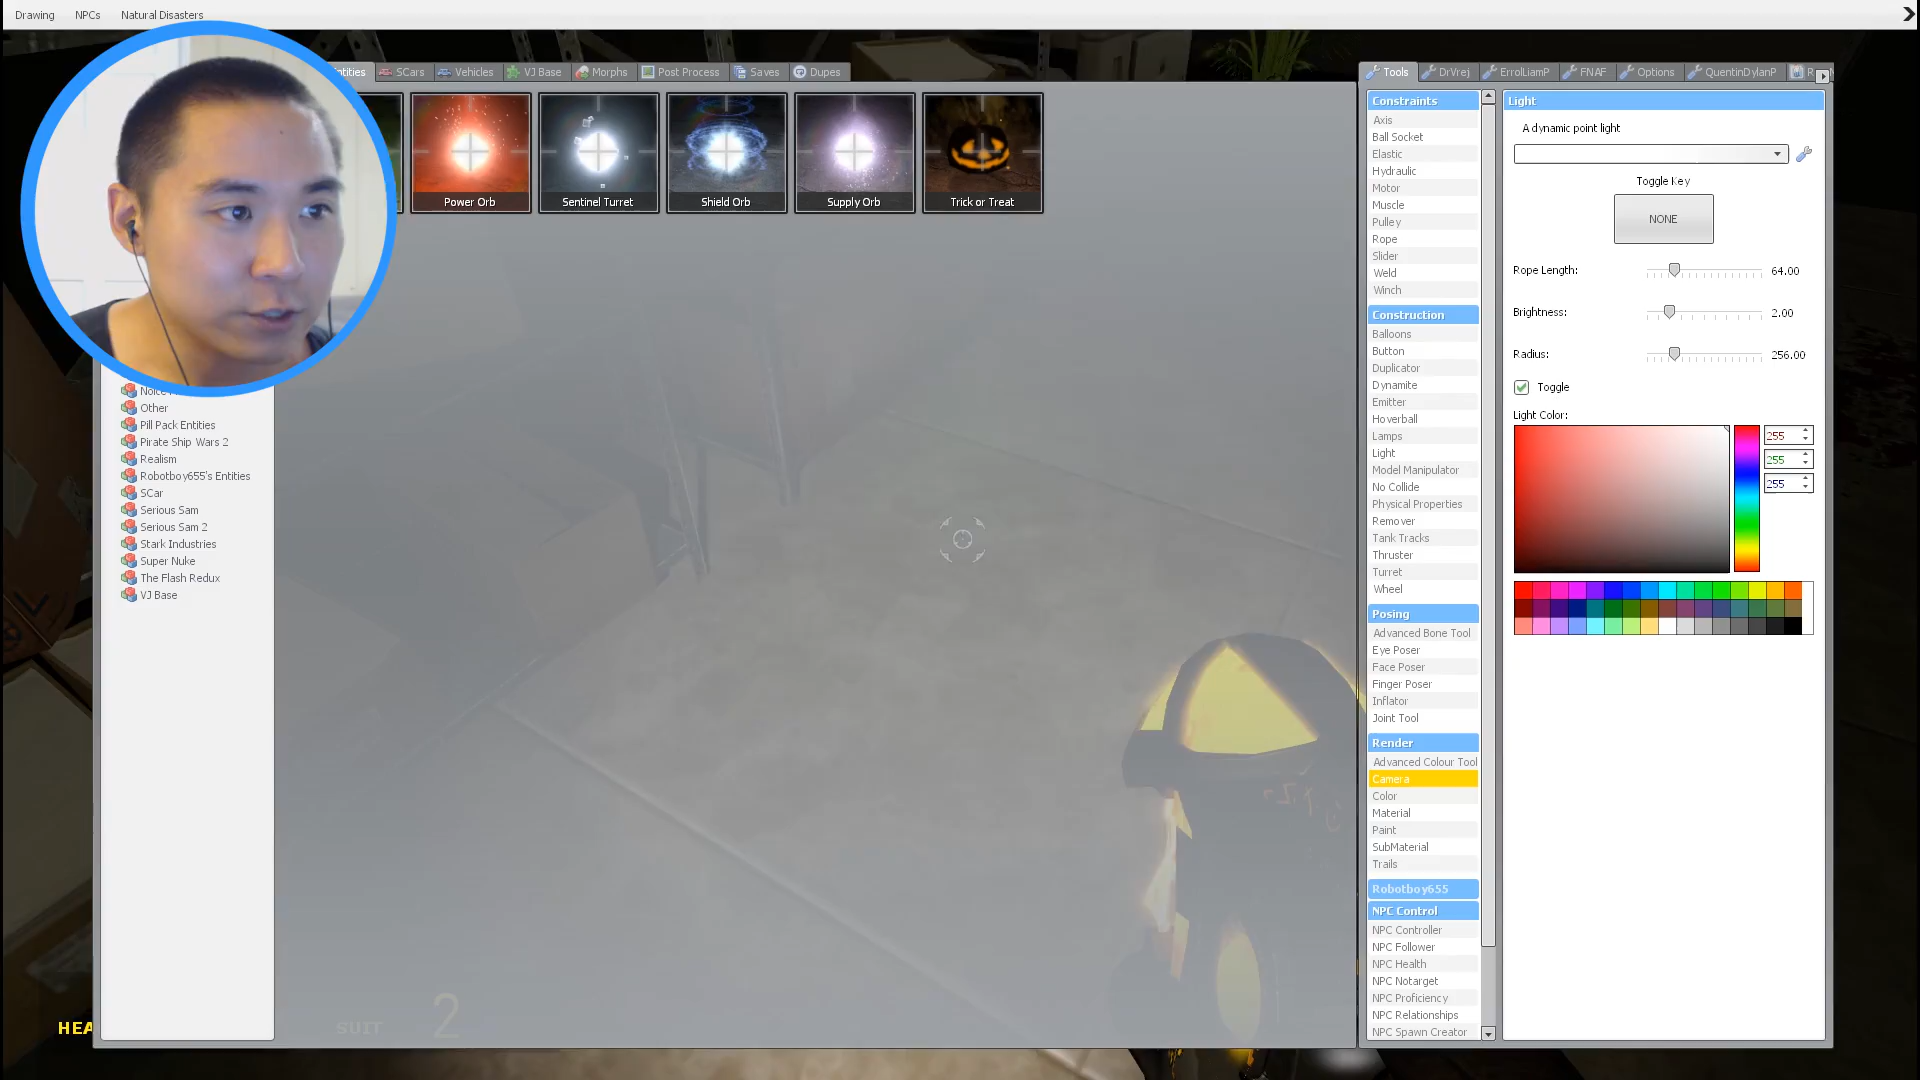 Drawing NPCs Natural Disasters
SCars Vehicles VJ Base Morphs Post Process Saves Dupes
Tools DrVrej ErrolLiamP FNAF Options QuentinDylanP
Power Orb
Sentinel Turret
Shield Orb
Supply Orb
Trick or Treat
Other
Pill Pack Entities
Pirate Ship Wars 2
Realism
Robotboy655's Entities
SCar
Serious Sam
Serious Sam 2
Stark Industries
Super Nuke
The Flash Redux
VJ Base
SUIT 2
Constraints
Axis
Ball Socket
Elastic
Hydraulic
Motor
Muscle
Pulley
Rope
Slider
Weld
Winch
Construction
Balloons
Button
Duplicator
Dynamite
Emitter
Hoverball
Lamps
Light
Model Manipulator
No Collide
Physical Properties
Remover
Tank Tracks
Thruster
Turret
Wheel
Posing
Advanced Bone Tool
Eye Poser
Face Poser
Finger Poser
Inflator
Joint Tool
Render
Advanced Colour Tool
Camera
Color
Material
Paint
SubMaterial
Trails
Robotboy655
NPC Control
NPC Controller
NPC Follower
NPC Health
NPC Notarget
NPC Proficiency
NPC Relationships
NPC Spawn Creator
Light
A dynamic point light
Toggle Key
NONE
Rope Length: 64.00
Brightness: 2.00
Radius: 256.00
Toggle
Light Color:
255
255
255